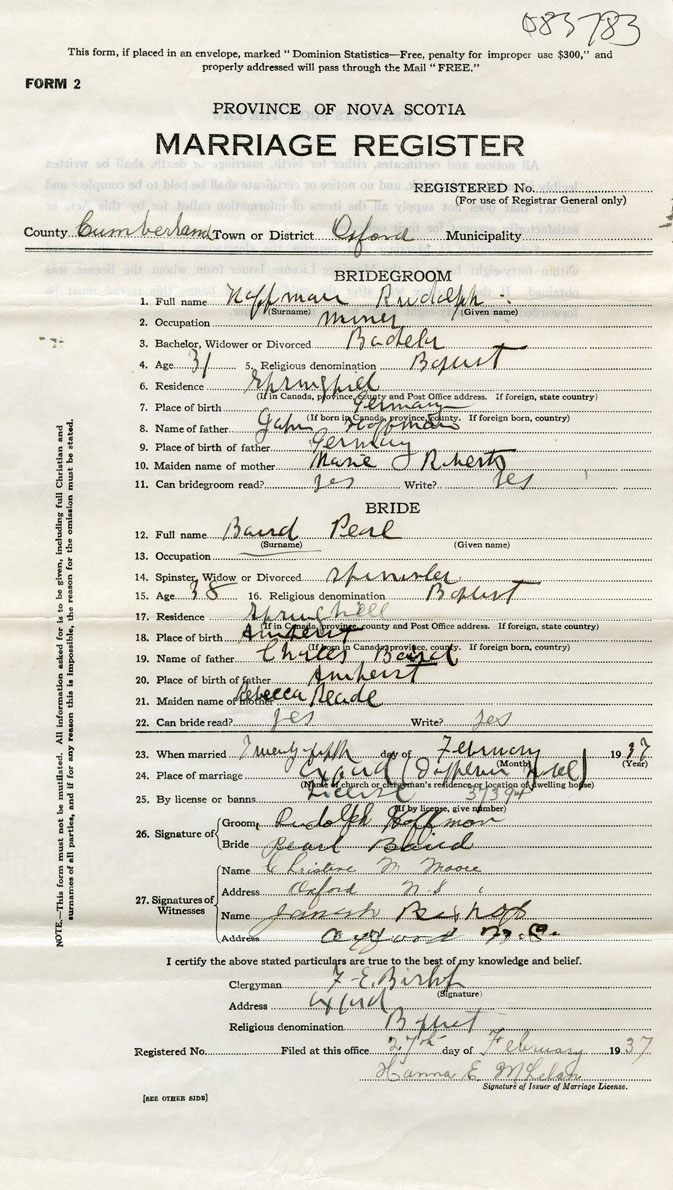 083783
This form, if placed in an envelope, marked "Dominion Statistics—Free, penalty for improper use $300," and
properly addressed will pass through the Mail "FREE."
FORM 2
PROVINCE OF NOVA SCOTIA
MARRIAGE REGISTER
REGISTERED No.
(For use of Registrar General only)
County Cumberland Town or District Oxford Municipality
BRIDEGROOM
1. Full name Hoffman Rudolph
(Surname) (Given name)
2. Occupation miner
3. Bachelor, Widower or Divorced Bachelor
4. Age 31 5. Religious denomination Baptist
6. Residence Springhill
(If in Canada, province, county and Post Office address. If foreign, state country)
7. Place of birth Germany
(If born in Canada, province, county. If foreign born, country)
8. Name of father Hoffman
9. Place of birth of father Germany
10. Maiden name of mother Marie Roberts
11. Can bridegroom read? yes Write? yes
BRIDE
12. Full name Baird Pearl
(Surname) (Given name)
13. Occupation
14. Spinster, Widow or Divorced Spinster
15. Age 38 16. Religious denomination Baptist
17. Residence Springhill
(If in Canada, province, county and Post Office address. If foreign, state country)
18. Place of birth Amherst
(If born in Canada, province, county. If foreign born, country)
19. Name of father Charles Baird
20. Place of birth of father Amherst
21. Maiden name of mother Rebecca Reade
22. Can bride read? yes Write? yes
23. When married Twenty-fifth day of February 1937
(Month) (Year)
24. Place of marriage Oxford (Dufferin Hotel)
(Name of church or clergyman's residence or location of dwelling house)
25. By license or banns License 31394
(If by license, give number)
26. Signature of Groom, Rudolph Hoffman
Bride Pearl Baird
27. Signatures of Witnesses
Name Christine M Moore
Address Oxford N S
Name Bishop
Address Oxford N.S.
I certify the above stated particulars are true to the best of my knowledge and belief.
Clergyman F. E. Bishop
(Signature)
Address Oxford
Religious denomination Baptist
Registered No. Filed at this office 27th day of February 1937
Hanna E.
Signature of Issuer of Marriage License.
[SEE OTHER SIDE]
NOTE.—This form must not be mutilated. All information asked for is to be given, including full Christian and
surnames of all parties, and if for any reason this is impossible, the reason for the omission must be stated.